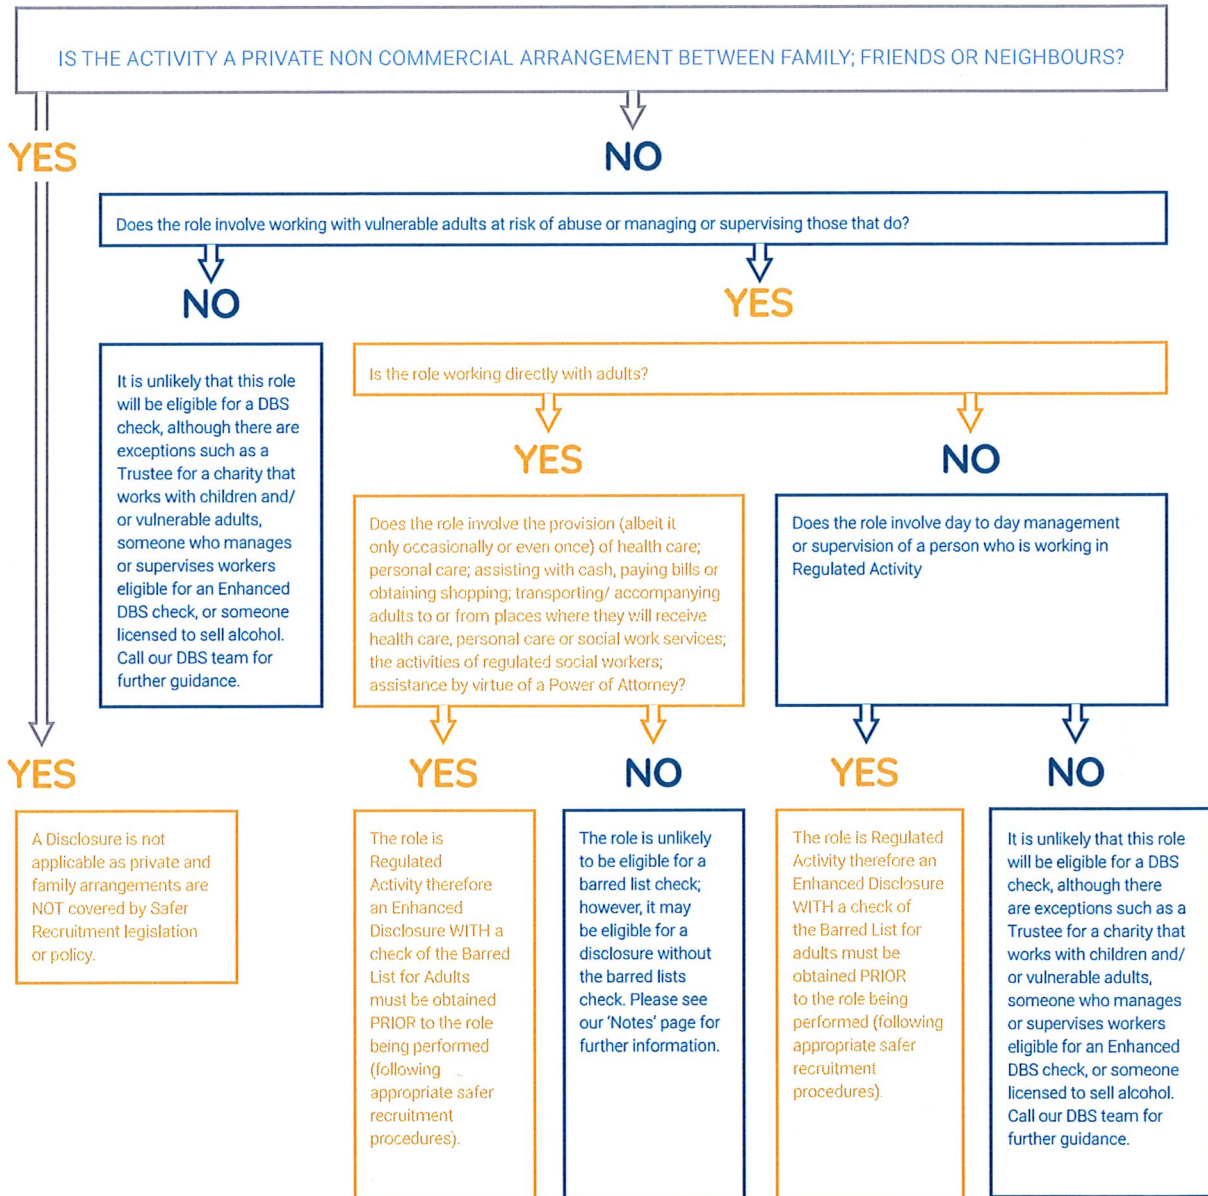 IS THE ACTIVITY A PRIVATE NON COMMERCIAL ARRANGEMENT BETWEEN FAMILY; FRIENDS OR NEIGHBOURS?
YES
NO
Does the role involve working with vulnerable adults at risk of abuse or managing or supervising those that do?
NO
YES
It is unlikely that this role
will be eligible for a DBS
check, although there are
exceptions such as a
Trustee for a charity that
works with children and/
or vulnerable adults,
someone who manages
or supervises workers
eligible for an Enhanced
DBS check, or someone
licensed to sell alcohol.
Call our DBS team for
further guidance.
Is the role working directly with adults?
YES
NO
Does the role involve the provision (albeit it
only occasionally or even once) of health care;
personal care; assisting with cash, paying bills or
obtaining shopping; transporting/ accompanying
adults to or from places where they will receive
health care, personal care or social work services;
the activities of regulated social workers;
assistance by virtue of a Power of Attorney?
Does the role involve day to day management
or supervision of a person who is working in
Regulated Activity
YES
YES
NO
YES
NO
A Disclosure is not
applicable as private and
family arrangements are
NOT covered by Safer
Recruitment legislation
or policy.
The role is
Regulated
Activity therefore
an Enhanced
Disclosure WITH a
check of the Barred
List for Adults
must be obtained
PRIOR to the role
being performed
(following
appropriate safer
recruitment
procedures).
The role is unlikely
to be eligible for a
barred list check;
however, it may
be eligible for a
disclosure without
the barred lists
check. Please see
our 'Notes' page for
further information.
The role is Regulated
Activity therefore an
Enhanced Disclosure
WITH a check of
the Barred List for
adults must be
obtained PRIOR
to the role being
performed (following
appropriate safer
recruitment
procedures).
It is unlikely that this role
will be eligible for a DBS
check, although there
are exceptions such as a
Trustee for a charity that
works with children and/
or vulnerable adults,
someone who manages
or supervises workers
eligible for an Enhanced
DBS check, or someone
licensed to sell alcohol.
Call our DBS team for
further guidance.